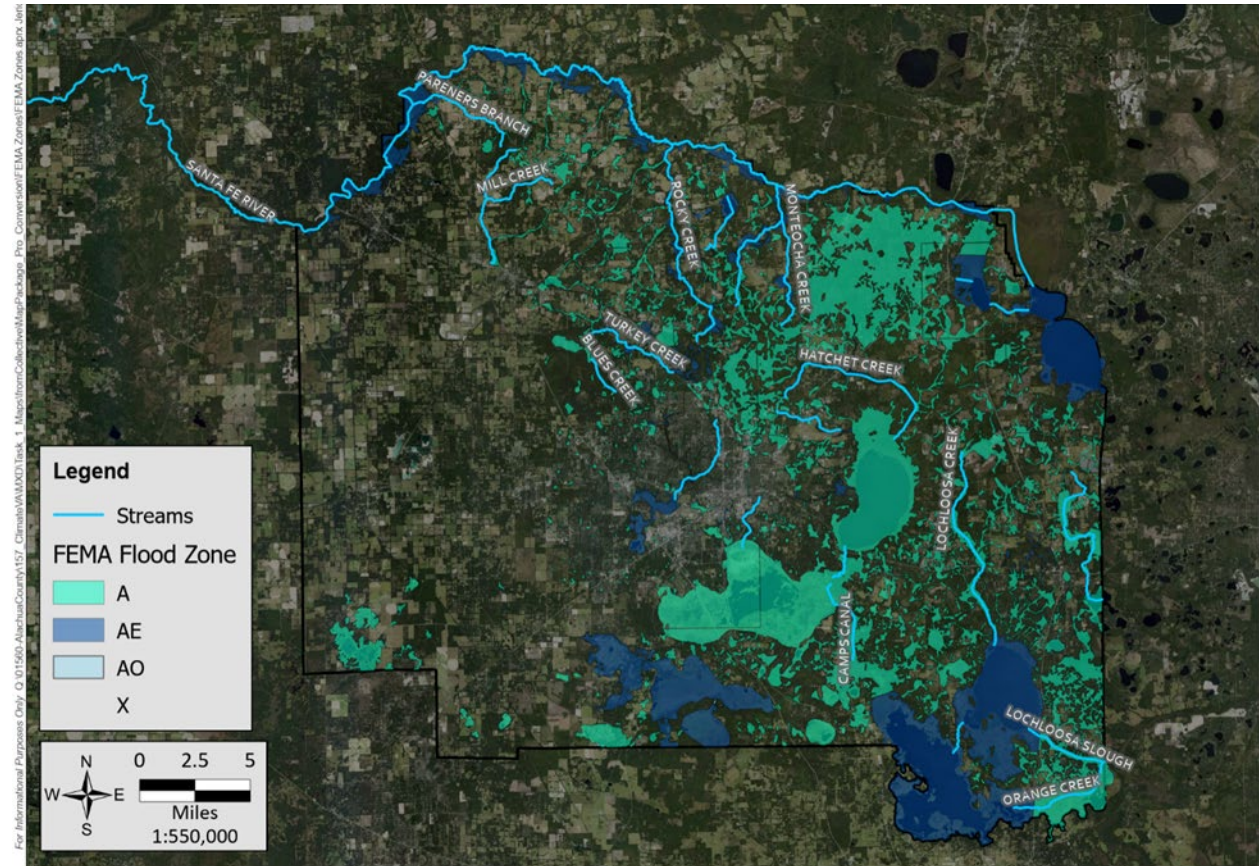 For Informational Purposes Only
PARENERS BRANCH
SANTA FE RIVER
MILL CREEK
ROCKY CREEK
MONTEOCHA CREEK
TURKEY CREEK
BLUES CREEK
HATCHET CREEK
LOCHLOOSA CREEK
CAMPS CANAL
LOCHLOOSA SLOUGH
ORANGE CREEK
Legend
Streams
FEMA Flood Zone
A
AE
AO
X
N
W E
S
0 2.5 5
Miles
1:550,000